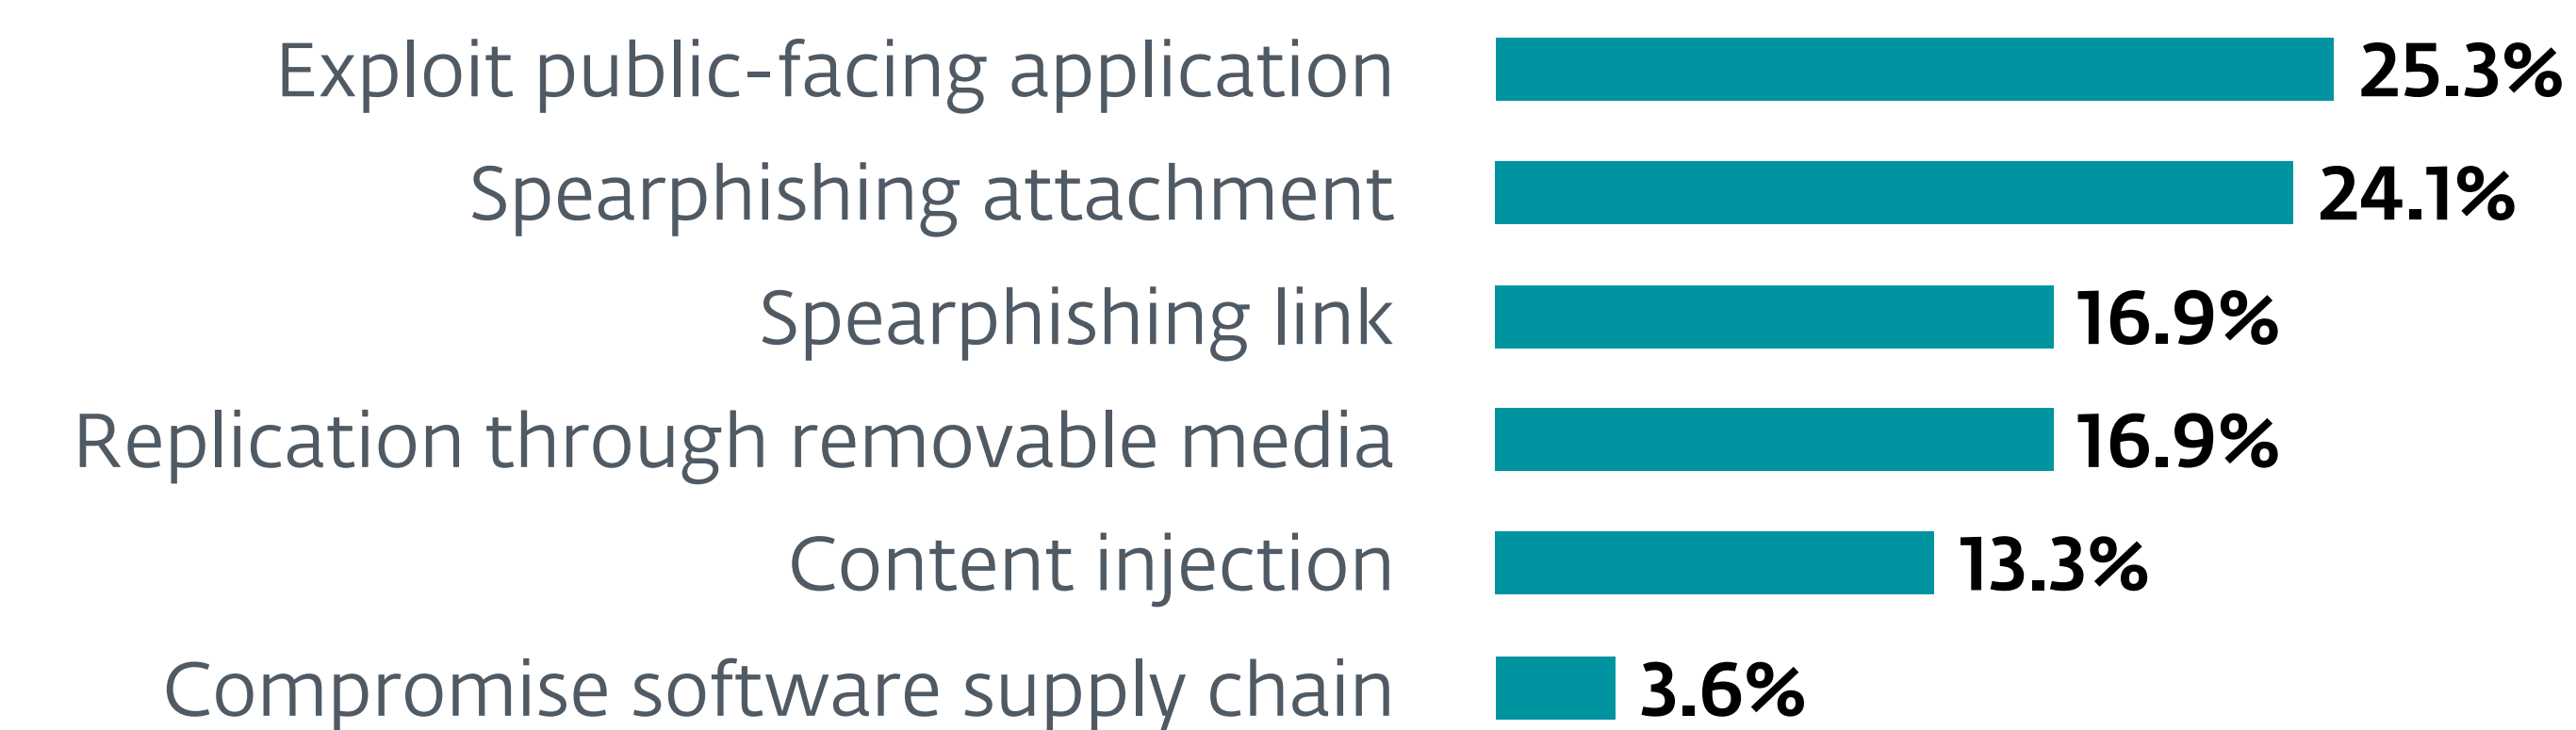 Exploit public-facing application 25.3%
Spearphishing attachment 24.1%
Spearphishing link 16.9%
Replication through removable media 16.9%
Content injection 13.3%
Compromise software supply chain 3.6%